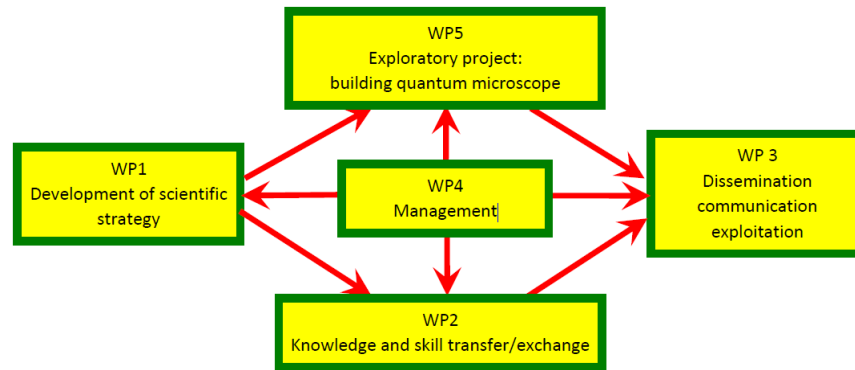 WP5
Exploratory project:
building quantum microscope
WP1
Development of scientific
strategy
WP4
Management
WP 3
Dissemination
communication
exploitation
WP2
Knowledge and skill transfer/exchange